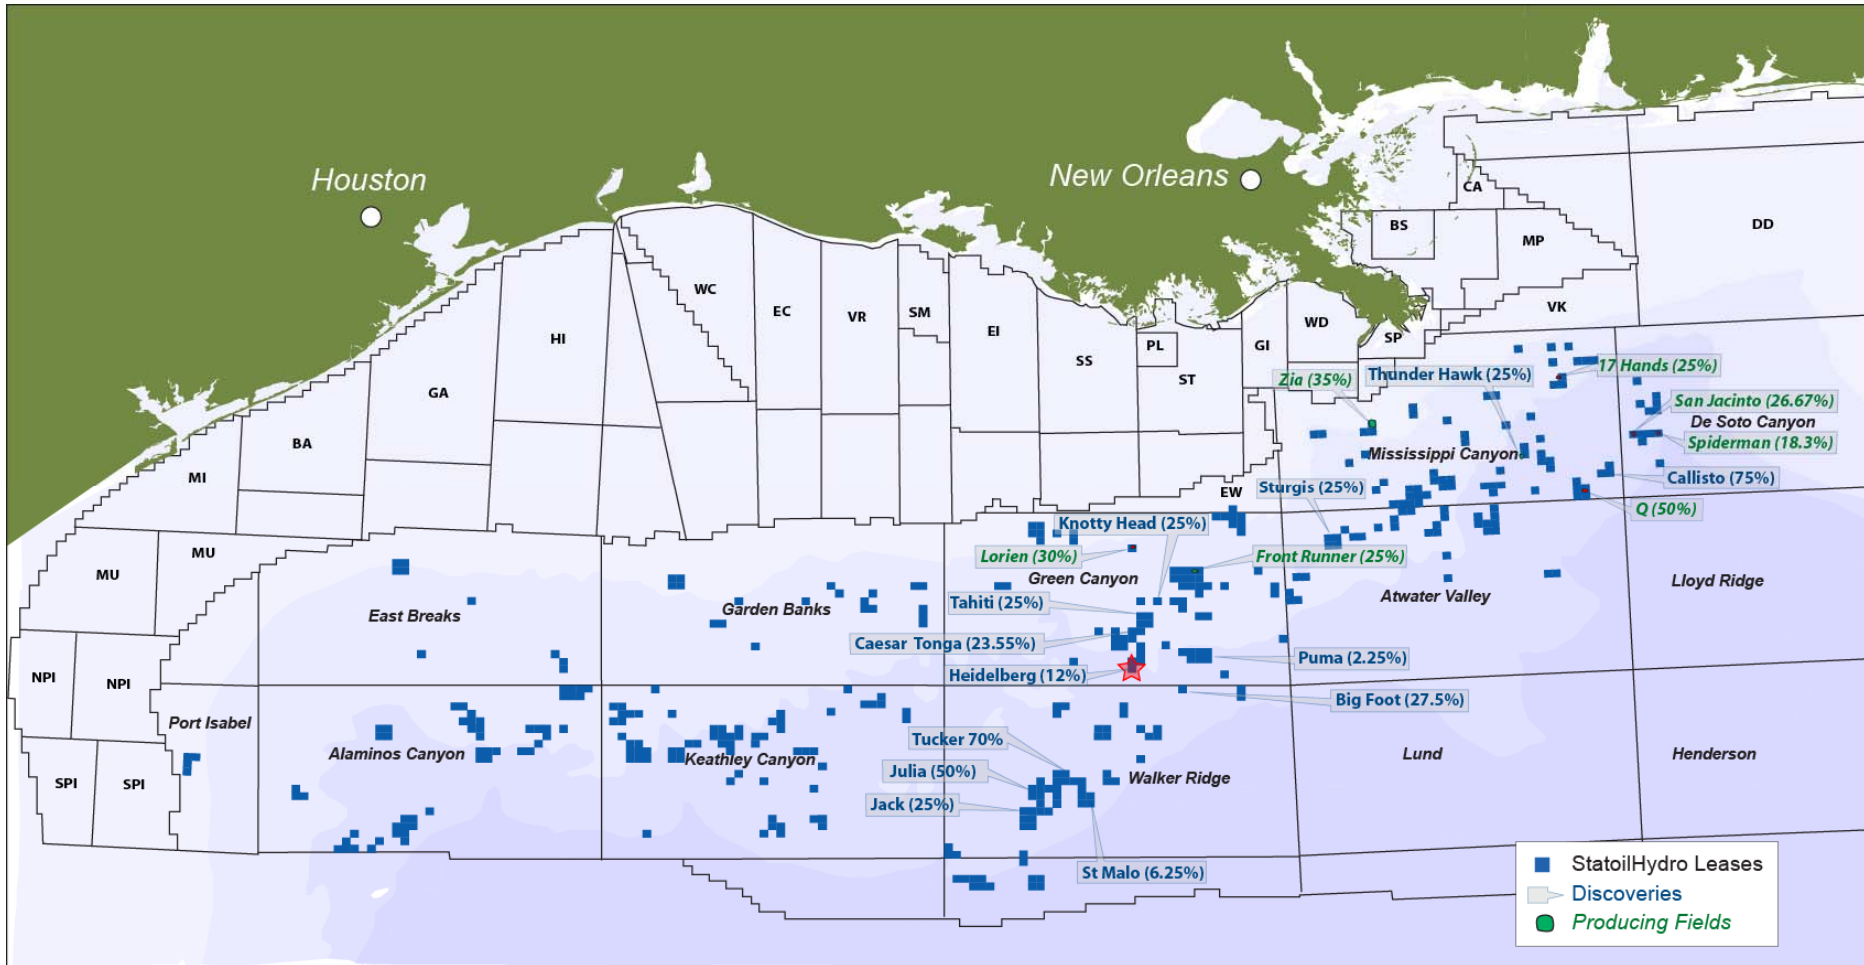 Houston
New Orleans
CA
BS
MP
DD
WC
EC
VR
SM
EI
SS
PL
ST
GI
WD
SP
VK
HI
GA
BA
MI
MU
MU
NPI
NPI
SPI
SPI
EW
Zia (35%)
Thunder Hawk (25%)
17 Hands (25%)
San Jacinto (26.67%)
De Soto Canyon
Spiderman (18.3%)
Mississippi Canyon
Callisto (75%)
Sturgis (25%)
Q (50%)
Knotty Head (25%)
Lorien (30%)
Front Runner (25%)
Green Canyon
Lloyd Ridge
Atwater Valley
Tahiti (25%)
East Breaks
Garden Banks
Caesar Tonga (23.55%)
Puma (2.25%)
Heidelberg (12%)
Big Foot (27.5%)
Port Isabel
Tucker 70%
Alaminos Canyon
Keathley Canyon
Julia (50%)
Walker Ridge
Lund
Henderson
Jack (25%)
St Malo (6.25%)
StatoilHydro Leases
Discoveries
Producing Fields